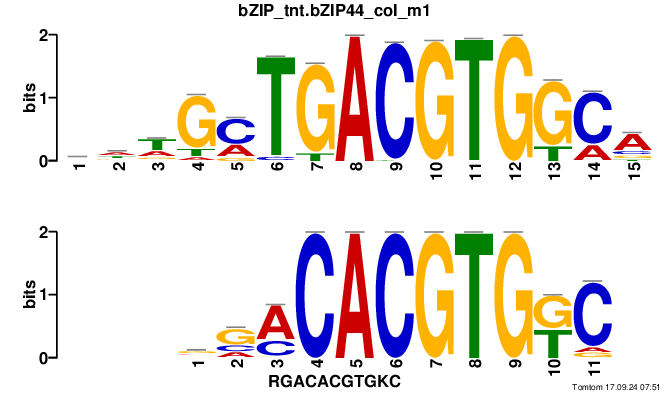 bZIP_tnt.bZIP44_col_m1
2
bits
1
0
T G A C G T G G C A
1 2 3 4 5 6 7 8 9 10 11 12 13 14 15
2
bits
1
0
G A C A C G T G G C
1 2 3 4 5 6 7 8 9 10 11
RGACACGTGKC
Tomtom 17.09.24 07:51